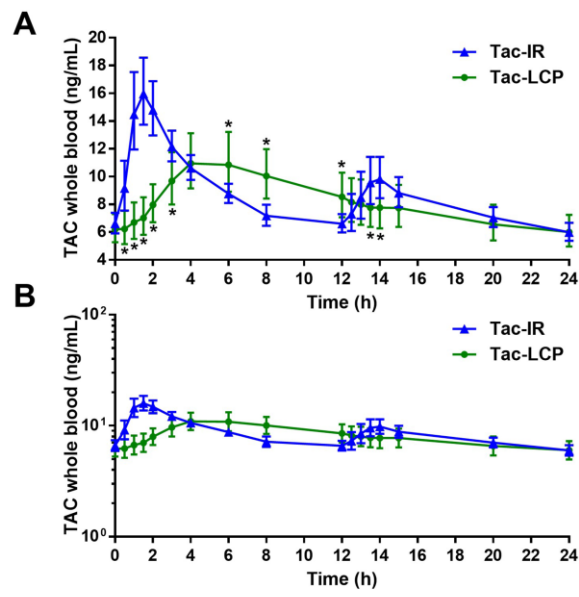 A
TAC whole blood (ng/mL)
20
18
16
14
12
10
8
6
4
Tac-IR
Tac-LCP
* * * * * * * * * *
0 2 4 6 8 10 12 14 16 18 20 22 24
Time (h)
B
TAC whole blood (ng/mL)
10²
10¹
10⁰
Tac-IR
Tac-LCP
0 2 4 6 8 10 12 14 16 18 20 22 24
Time (h)